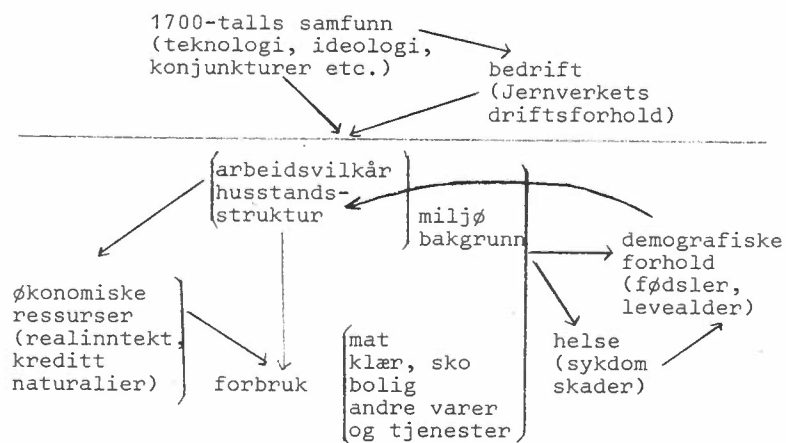 1700-talls samfunn
(teknologi, ideologi,
konjunkturer etc.)
bedrift
(Jernverkets
driftsforhold)
(arbeidsvilkår
husstands-
struktur
miljø
bakgrunn
demografiske
forhold
(fødsler,
levealder)
økonomiske
ressurser
(realinntekt,
kreditt
naturalier)
forbruk
mat
klær, sko
bolig
andre varer
og tjenester
helse
(sykdom
skader)